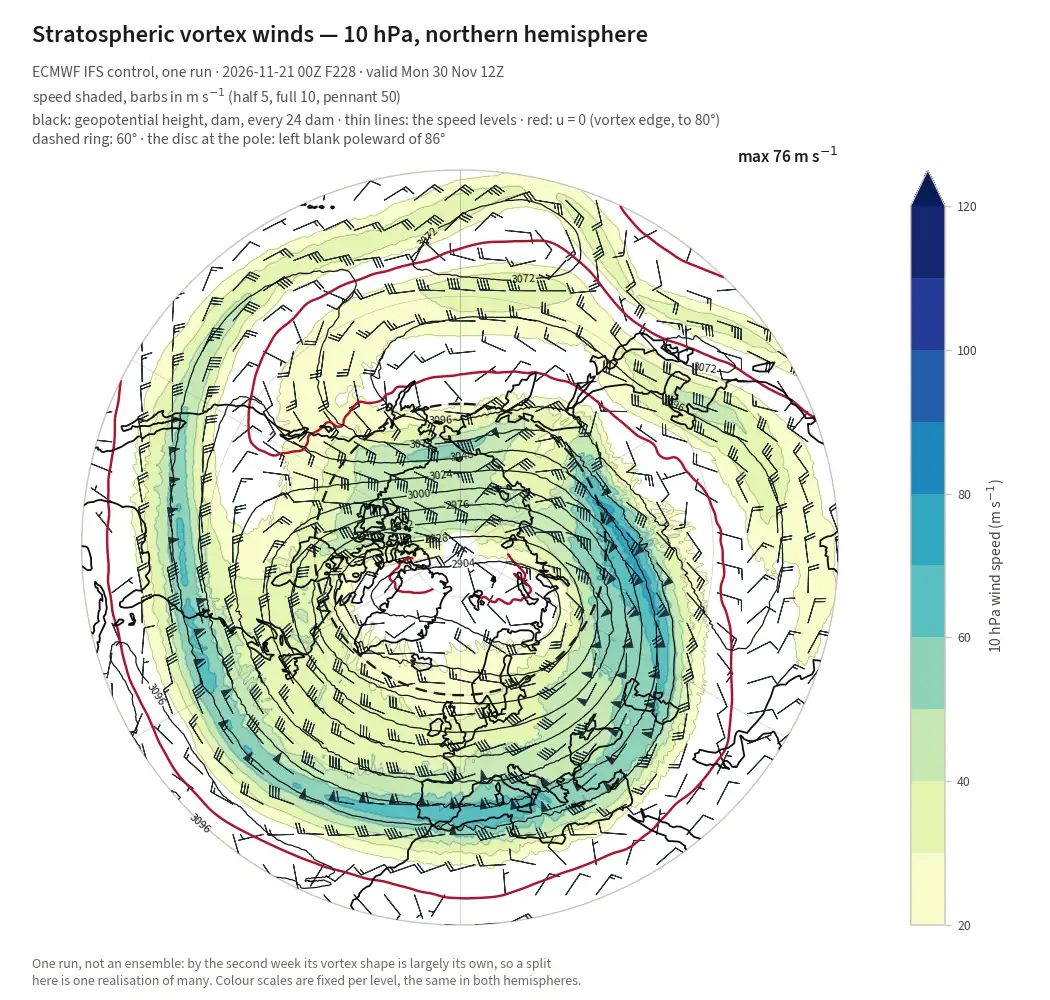 Stratospheric vortex winds — 10 hPa, northern hemisphere
ECMWF IFS control, one run · 2026-11-21 00Z F228 · valid Mon 30 Nov 12Z
speed shaded, barbs in m s−1 (half 5, full 10, pennant 50)
black: geopotential height, dam, every 24 dam · thin lines: the speed levels · red: u = 0 (vortex edge, to 80°)
dashed ring: 60° · the disc at the pole: left blank poleward of 86°
max 76 m s−1
120
100
80
60
40
20
10 hPa wind speed (m s−1)
3072
3072
3072
3096
3096
3024
3000
2976
2904
3096
3096
One run, not an ensemble: by the second week its vortex shape is largely its own, so a split
here is one realisation of many. Colour scales are fixed per level, the same in both hemispheres.